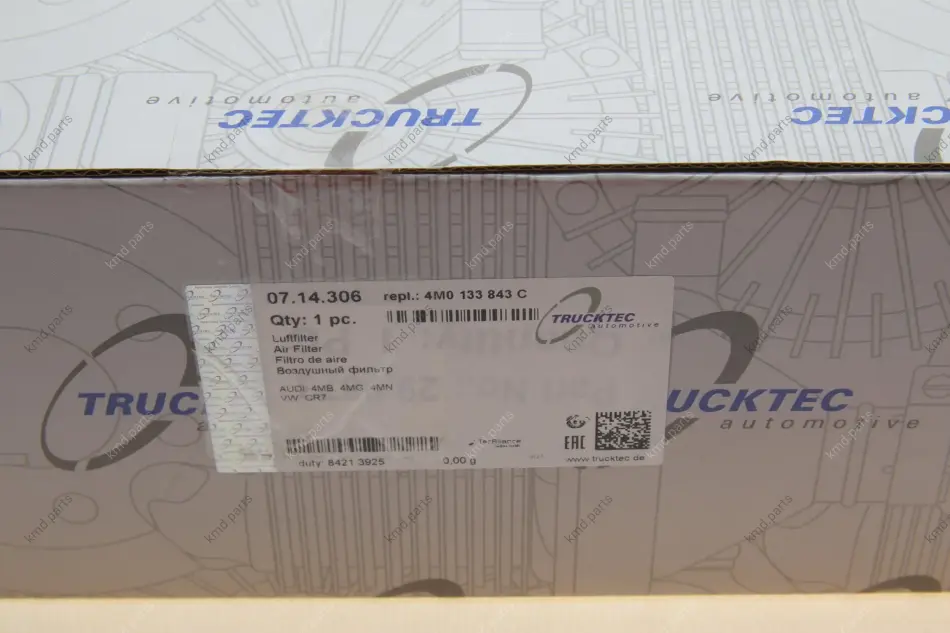 TRUCKTEC
automotive
TRUCKTEC
automotive
07.14.306 repl.: 4M0 133 843 C
Qty: 1 pc.
TRUCKTEC
automotive
Luftfilter
Air Filter
Filtro de aire
Воздушный фильтр
AUDI: 4MB, 4MG, 4MN
VW: CR7
EAC
duty: 8421 3925 0,00 g
www.trucktec.de
TRUCKTEC
TRUCKTEC
automotive
kmd.parts